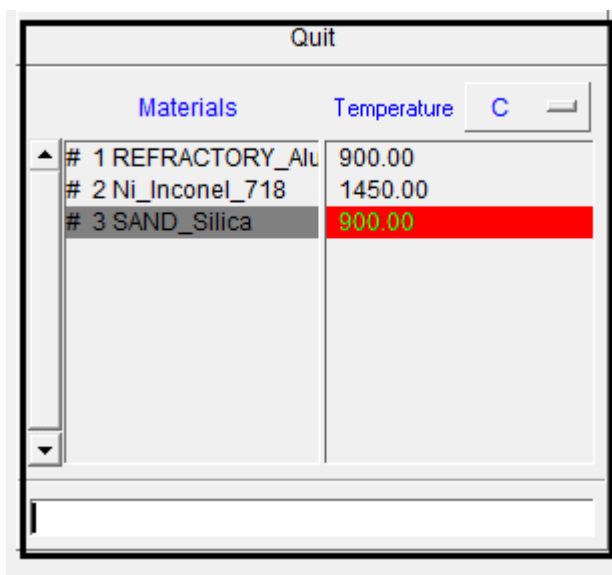 Quit
Materials Temperature C
# 1 REFRACTORY_Alu 900.00
# 2 Ni_Inconel_718 1450.00
# 3 SAND_Silica 900.00